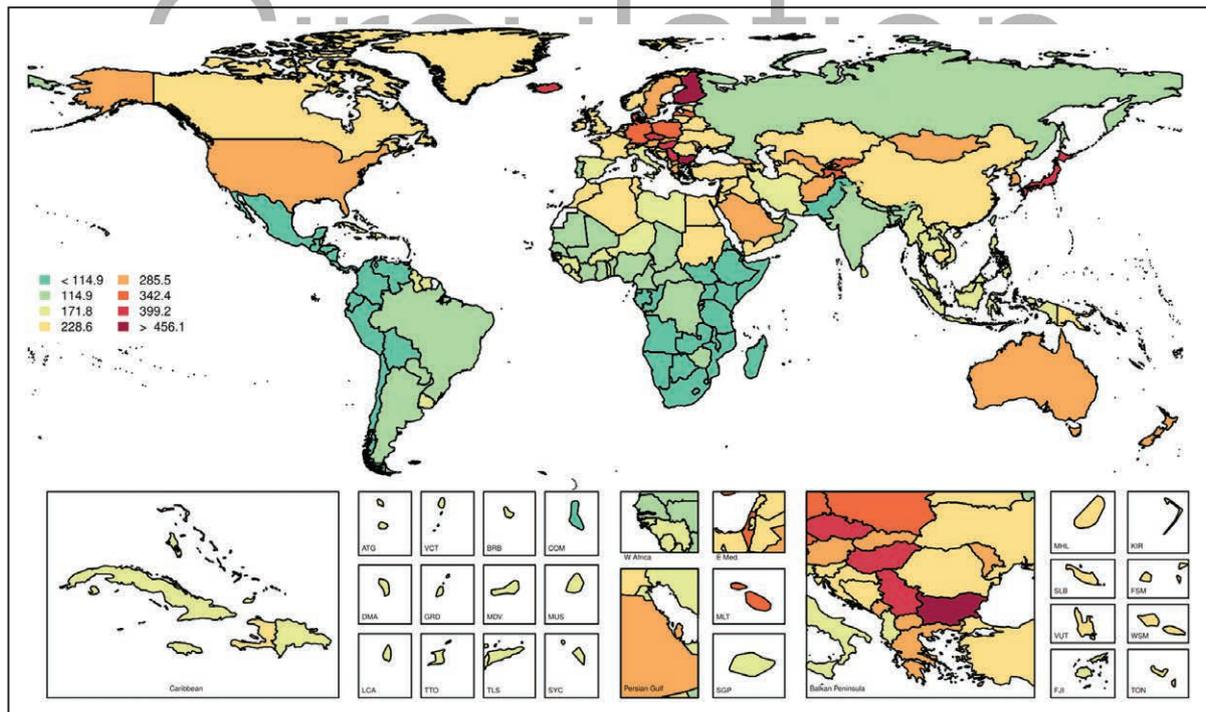 Circulation
< 114.9 285.5
114.9 342.4
171.8 399.2
228.6 > 456.1
Caribbean
ATG VCT BRB COM
DMA GRD MDV MUS
LCA TTO TLS SYC
W Africa E Med.
Persian Gulf
MLT
SGP
Balkan Peninsula
MHL KIR
SLB FSM
VUT WSM
FJI TON